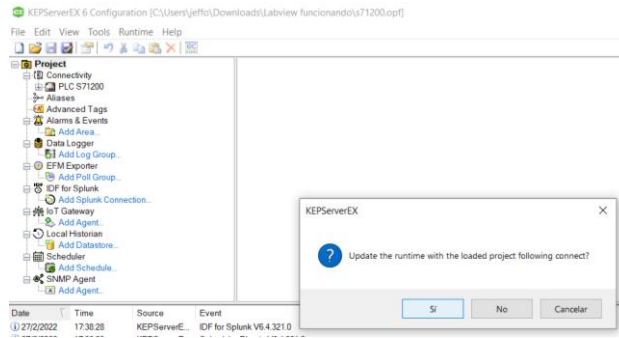 KEPServerEX 6 Configuration [C:\Users\jeffo\Downloads\Labview funcionando\s71200.opf]
File Edit View Tools Runtime Help
Project
Connectivity
PLC S71200
Aliases
Advanced Tags
Alarms & Events
Add Area...
Data Logger
Add Log Group...
EFM Exporter
Add Poll Group...
IDF for Splunk
Add Splunk Connection...
IoT Gateway
Add Agent...
Local Historian
Add Datastore...
Scheduler
Add Schedule...
SNMP Agent
Add Agent...
KEPServerEX
Update the runtime with the loaded project following connect?
Sí No Cancelar
Date Time Source Event
27/2/2022 17:38:28 KEPServerE... IDF for Splunk V6.4.321.0